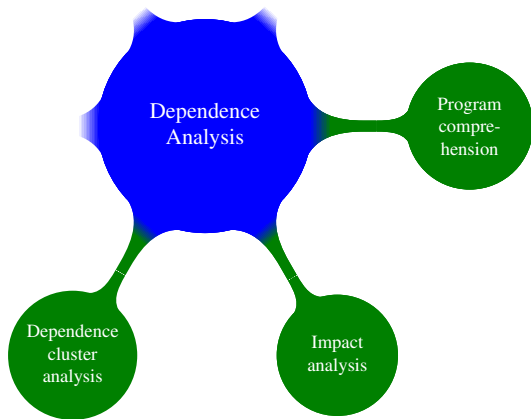 Dependence
Analysis
Program
compre-
hension
Dependence
cluster
analysis
Impact
analysis